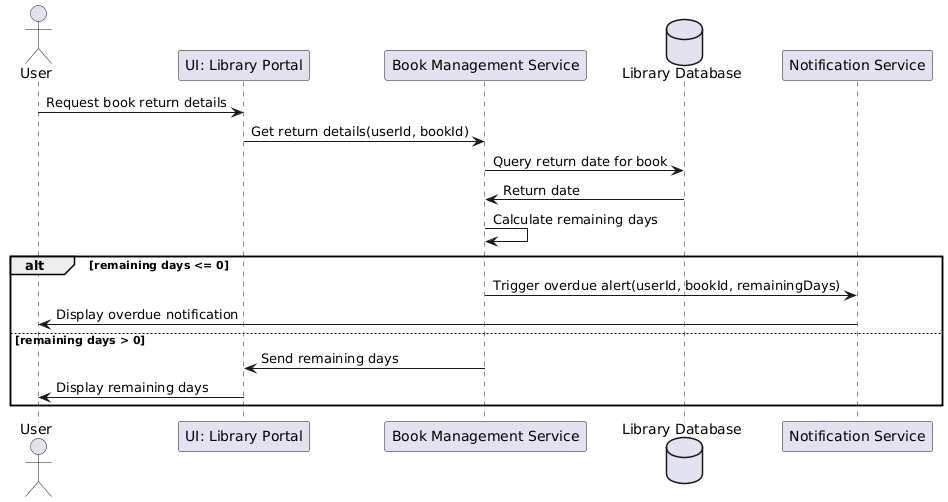 User
UI: Library Portal
Book Management Service
Library Database
Notification Service
Request book return details
Get return details(userId, bookId)
Query return date for book
Return date
Calculate remaining days
alt [remaining days <= 0]
Trigger overdue alert(userId, bookId, remainingDays)
Display overdue notification
[remaining days > 0]
Send remaining days
Display remaining days
User
UI: Library Portal
Book Management Service
Library Database
Notification Service